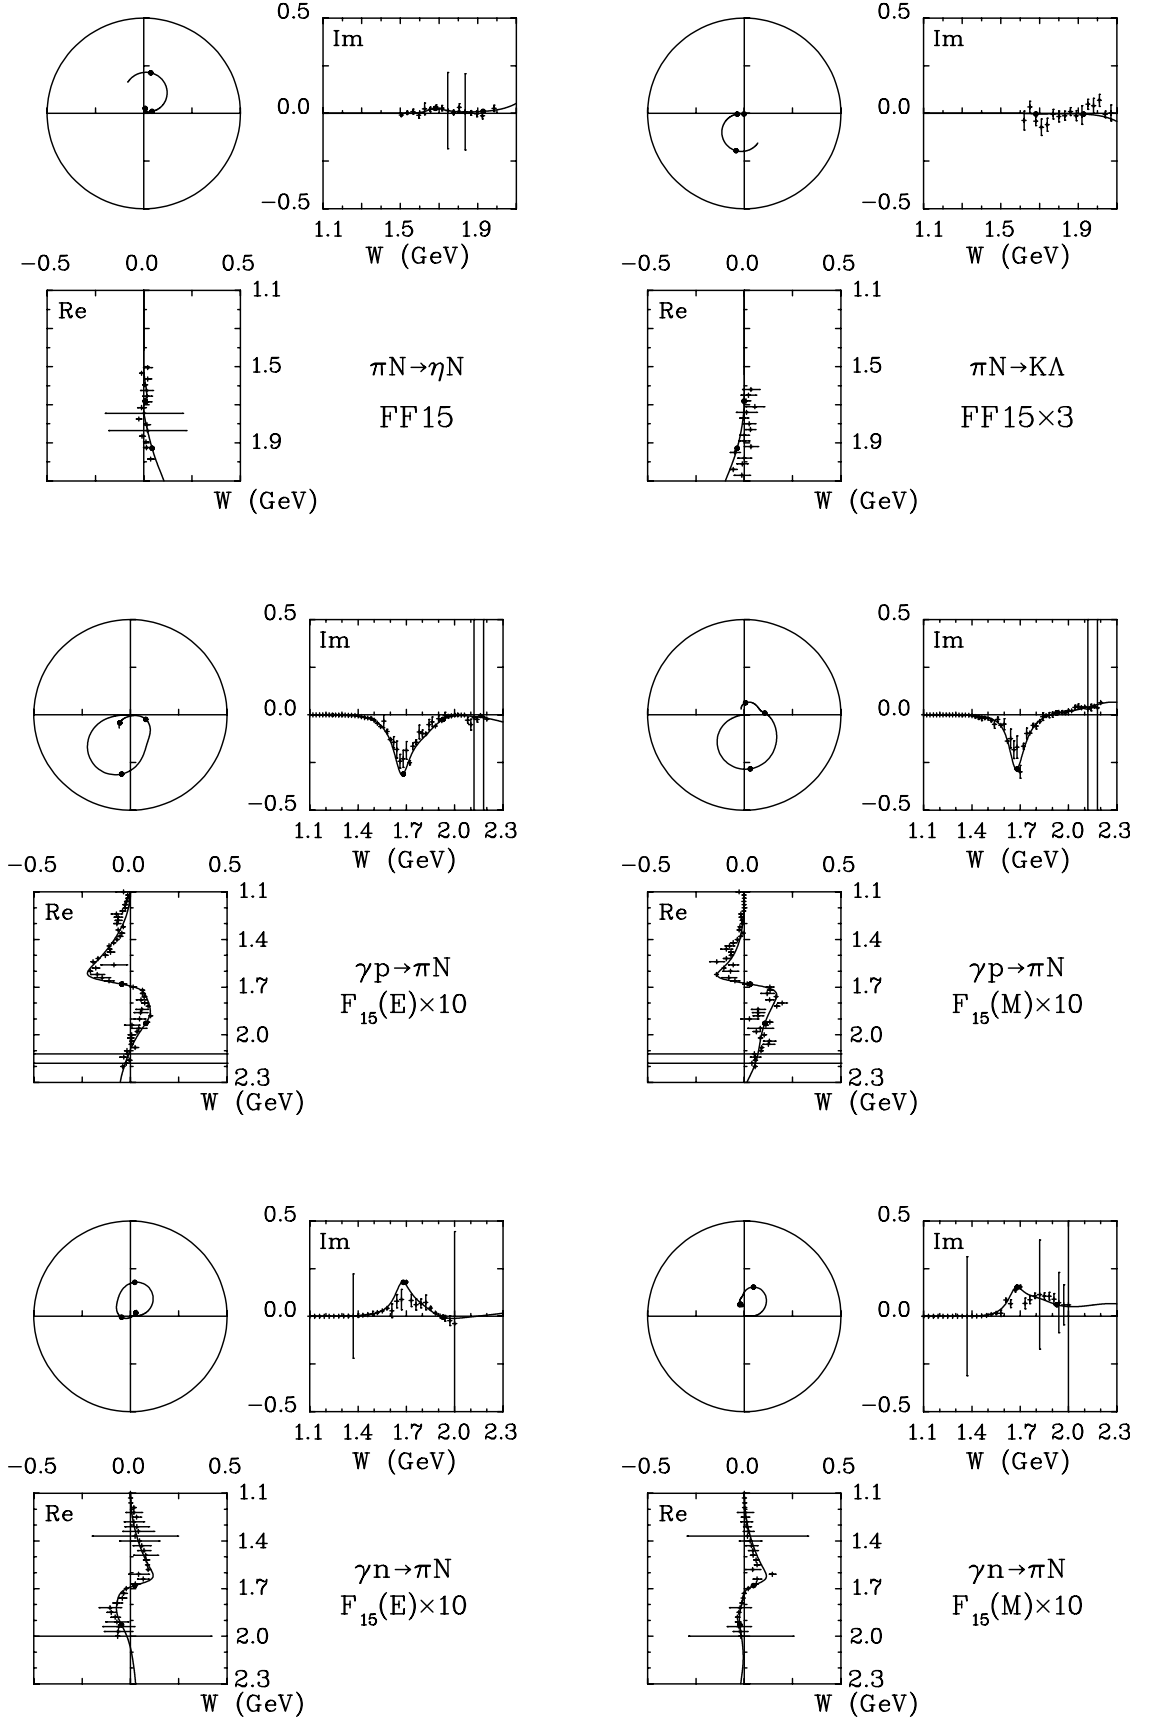 0.5
Im
0.0
−0.5
1.1 1.5 1.9
W (GeV)
−0.5 0.0 0.5
Re
1.1
1.5
1.9
W (GeV)
πN→ηN
FF15
0.5
Im
0.0
−0.5
1.1 1.5 1.9
W (GeV)
−0.5 0.0 0.5
Re
1.1
1.5
1.9
W (GeV)
πN→KΛ
FF15×3
0.5
Im
0.0
−0.5
1.1 1.4 1.7 2.0 2.3
W (GeV)
−0.5 0.0 0.5
Re
1.1
1.4
1.7
2.0
2.3
W (GeV)
γp→πN
F15(E)×10
0.5
Im
0.0
−0.5
1.1 1.4 1.7 2.0 2.3
W (GeV)
−0.5 0.0 0.5
Re
1.1
1.4
1.7
2.0
2.3
W (GeV)
γp→πN
F15(M)×10
0.5
Im
0.0
−0.5
1.1 1.4 1.7 2.0 2.3
W (GeV)
−0.5 0.0 0.5
Re
1.1
1.4
1.7
2.0
2.3
W (GeV)
γn→πN
F15(E)×10
0.5
Im
0.0
−0.5
1.1 1.4 1.7 2.0 2.3
W (GeV)
−0.5 0.0 0.5
Re
1.1
1.4
1.7
2.0
2.3
W (GeV)
γn→πN
F15(M)×10